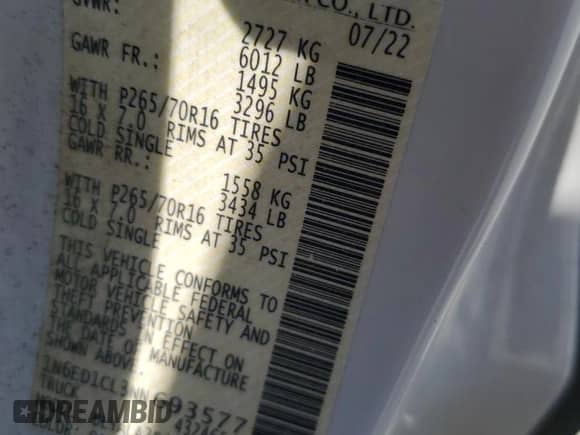 CO., LTD.
07/22
GVWR:
2727 KG
6012 LB
GAWR FR.:
1495 KG
3296 LB
WITH P265/70R16 TIRES
16 X 7.0 RIMS AT 35 PSI
COLD SINGLE
GAWR RR.:
1558 KG
3434 LB
WITH P265/70R16 TIRES
16 X 7.0 RIMS AT 35 PSI
COLD SINGLE
THIS VEHICLE CONFORMS TO
ALL APPLICABLE FEDERAL
MOTOR VEHICLE SAFETY AND
THEFT PREVENTION
STANDARDS IN EFFECT ON
THE DATE OF MANUFACTURE
SHOWN ABOVE.
1N6ED1CL3NN693577
TRUCK
COLOR:
DREAMBID